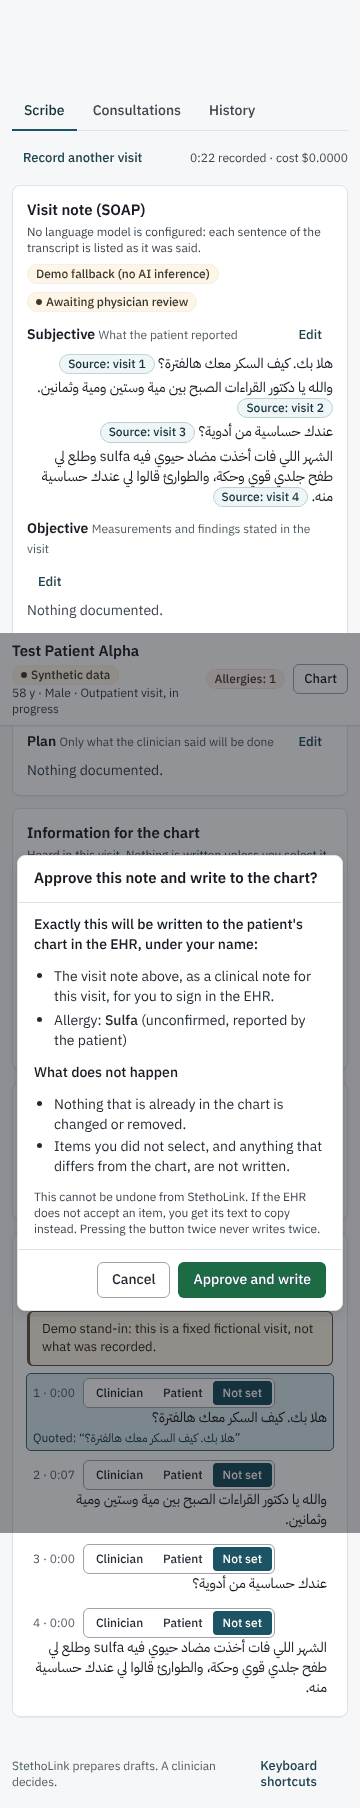 Scribe Consultations History
Record another visit 0:22 recorded · cost $0.0000
Visit note (SOAP)
No language model is configured: each sentence of the
transcript is listed as it was said.
Demo fallback (no AI inference)
Awaiting physician review
Subjective What the patient reported Edit
هلا بك. كيف السكر معك هالفترة؟ Source: visit 1
والله يا دكتور القراءات الصبح بين مية وستين ومية وثمانين.
Source: visit 2
عندك حساسية من أدوية؟ Source: visit 3
الشهر اللي فات أخذت مضاد حيوي فيه sulfa وطلع لي
طفح جلدي قوي وحكة، والطوارئ قالوا لي عندك حساسية
منه. Source: visit 4
Objective Measurements and findings stated in the
visit
Edit
Nothing documented.
Test Patient Alpha
Synthetic data
58 y · Male · Outpatient visit, in
progress
Allergies: 1 Chart
Plan Only what the clinician said will be done Edit
Nothing documented.
Information for the chart
Heard in this visit. Nothing is written unless you select it.
Approve this note and write to the chart?
Exactly this will be written to the patient's
chart in the EHR, under your name:
• The visit note above, as a clinical note for
this visit, for you to sign in the EHR.
• Allergy: Sulfa (unconfirmed, reported by
the patient)
What does not happen
• Nothing that is already in the chart is
changed or removed.
• Items you did not select, and anything that
differs from the chart, are not written.
This cannot be undone from StethoLink. If the EHR
does not accept an item, you get its text to copy
instead. Pressing the button twice never writes twice.
Cancel Approve and write
Demo stand-in: this is a fixed fictional visit, not
what was recorded.
1 · 0:00 Clinician Patient Not set
هلا بك. كيف السكر معك هالفترة؟
Quoted: “هلا بك. كيف السكر معك هالفترة؟”
2 · 0:07 Clinician Patient Not set
والله يا دكتور القراءات الصبح بين مية وستين ومية
وثمانين.
3 · 0:00 Clinician Patient Not set
عندك حساسية من أدوية؟
4 · 0:00 Clinician Patient Not set
الشهر اللي فات أخذت مضاد حيوي فيه sulfa وطلع لي
طفح جلدي قوي وحكة، والطوارئ قالوا لي عندك حساسية
منه.
StethoLink prepares drafts. A clinician
decides.
Keyboard
shortcuts